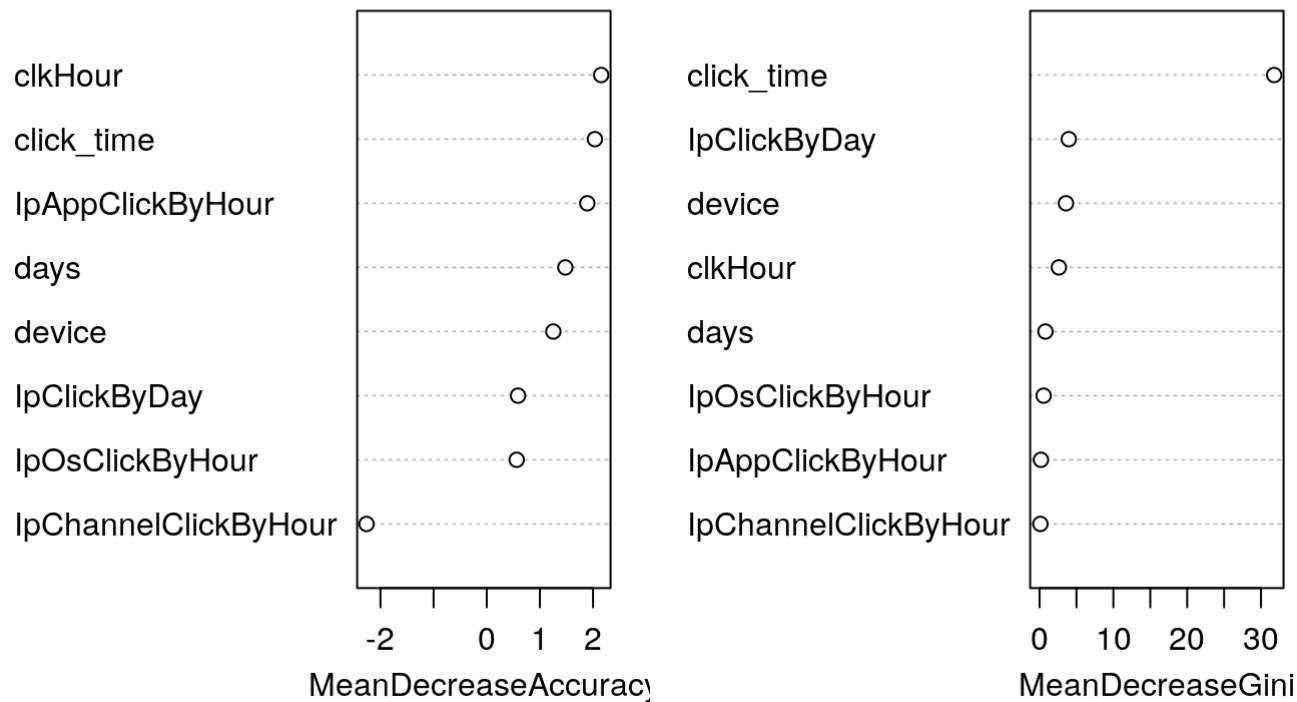 clkHour
click_time
IpAppClickByHour
days
device
IpClickByDay
IpOsClickByHour
IpChannelClickByHour
-2 0 1 2
MeanDecreaseAccuracy
click_time
IpClickByDay
device
clkHour
days
IpOsClickByHour
IpAppClickByHour
IpChannelClickByHour
0 10 20 30
MeanDecreaseGini